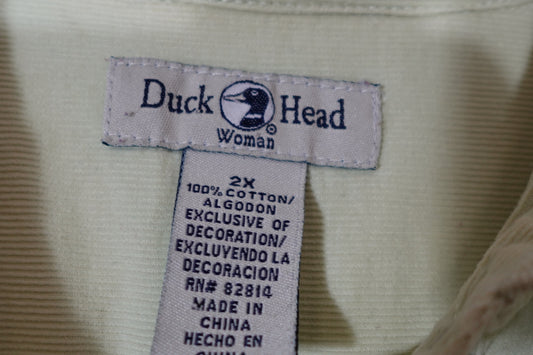 Duck Head ®
Woman
2X
100% COTTON/
ALGODON
EXCLUSIVE OF
DECORATION/
EXCLUYENDO LA
DECORACION
RN# 82814
MADE IN
CHINA
HECHO EN
CHINA